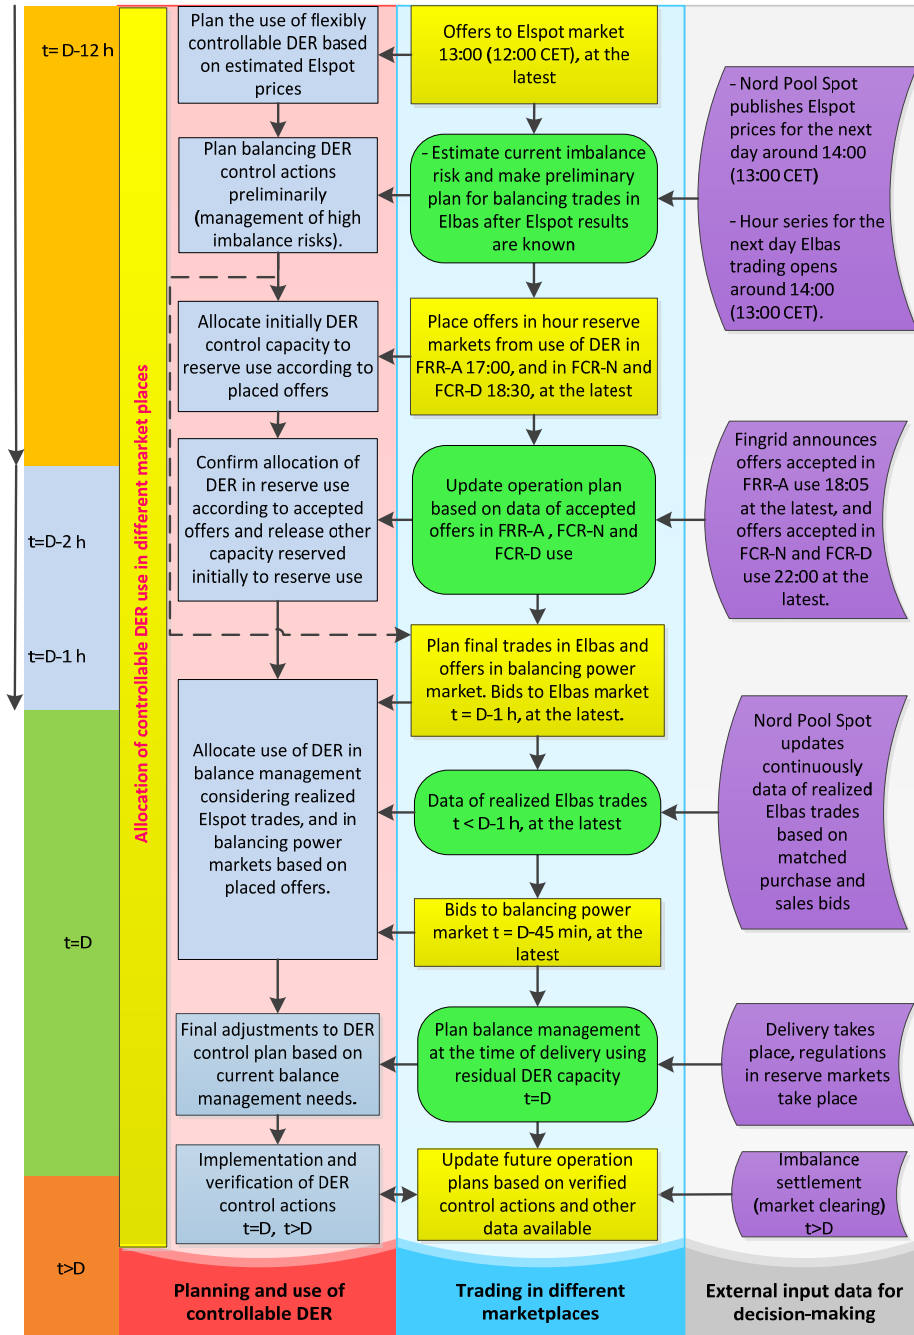 t= D-12 h
t=D-2 h
t=D-1 h
t=D
t>D
Allocation of controllable DER use in different market places
Plan the use of flexibly
controllable DER based
on estimated Elspot
prices
Plan balancing DER
control actions
preliminarily
(management of high
imbalance risks).
Allocate initially DER
control capacity to
reserve use according to
placed offers
Confirm allocation of
DER in reserve use
according to accepted
offers and release other
capacity reserved
initially to reserve use
Allocate use of DER in
balance management
considering realized
Elspot trades, and in
balancing power
markets based on
placed offers.
Final adjustments to DER
control plan based on
current balance
management needs.
Implementation and
verification of DER
control actions
t=D, t>D
Planning and use of
controllable DER
Offers to Elspot market
13:00 (12:00 CET), at the
latest
- Estimate current imbalance
risk and make preliminary
plan for balancing trades in
Elbas after Elspot results
are known
Place offers in hour reserve
markets from use of DER in
FRR-A 17:00, and in FCR-N and
FCR-D 18:30, at the latest
Update operation plan
based on data of accepted
offers in FRR-A , FCR-N and
FCR-D use
Plan final trades in Elbas and
offers in balancing power
market. Bids to Elbas market
t = D-1 h, at the latest.
Data of realized Elbas trades
t < D-1 h, at the latest
Bids to balancing power
market t = D-45 min, at the
latest
Plan balance management
at the time of delivery using
residual DER capacity
t=D
Update future operation
plans based on verified
control actions and other
data available
Trading in different
marketplaces
- Nord Pool Spot
publishes Elspot
prices for the next
day around 14:00
(13:00 CET)
- Hour series for the
next day Elbas
trading opens
around 14:00
(13:00 CET).
Fingrid announces
offers accepted in
FRR-A use 18:05
at the latest, and
offers accepted in
FCR-N and FCR-D
use 22:00 at the
latest.
Nord Pool Spot
updates
continuously
data of realized
Elbas trades
based on
matched
purchase and
sales bids
Delivery takes
place, regulations
in reserve markets
take place
Imbalance
settlement
(market clearing)
t>D
External input data for
decision-making